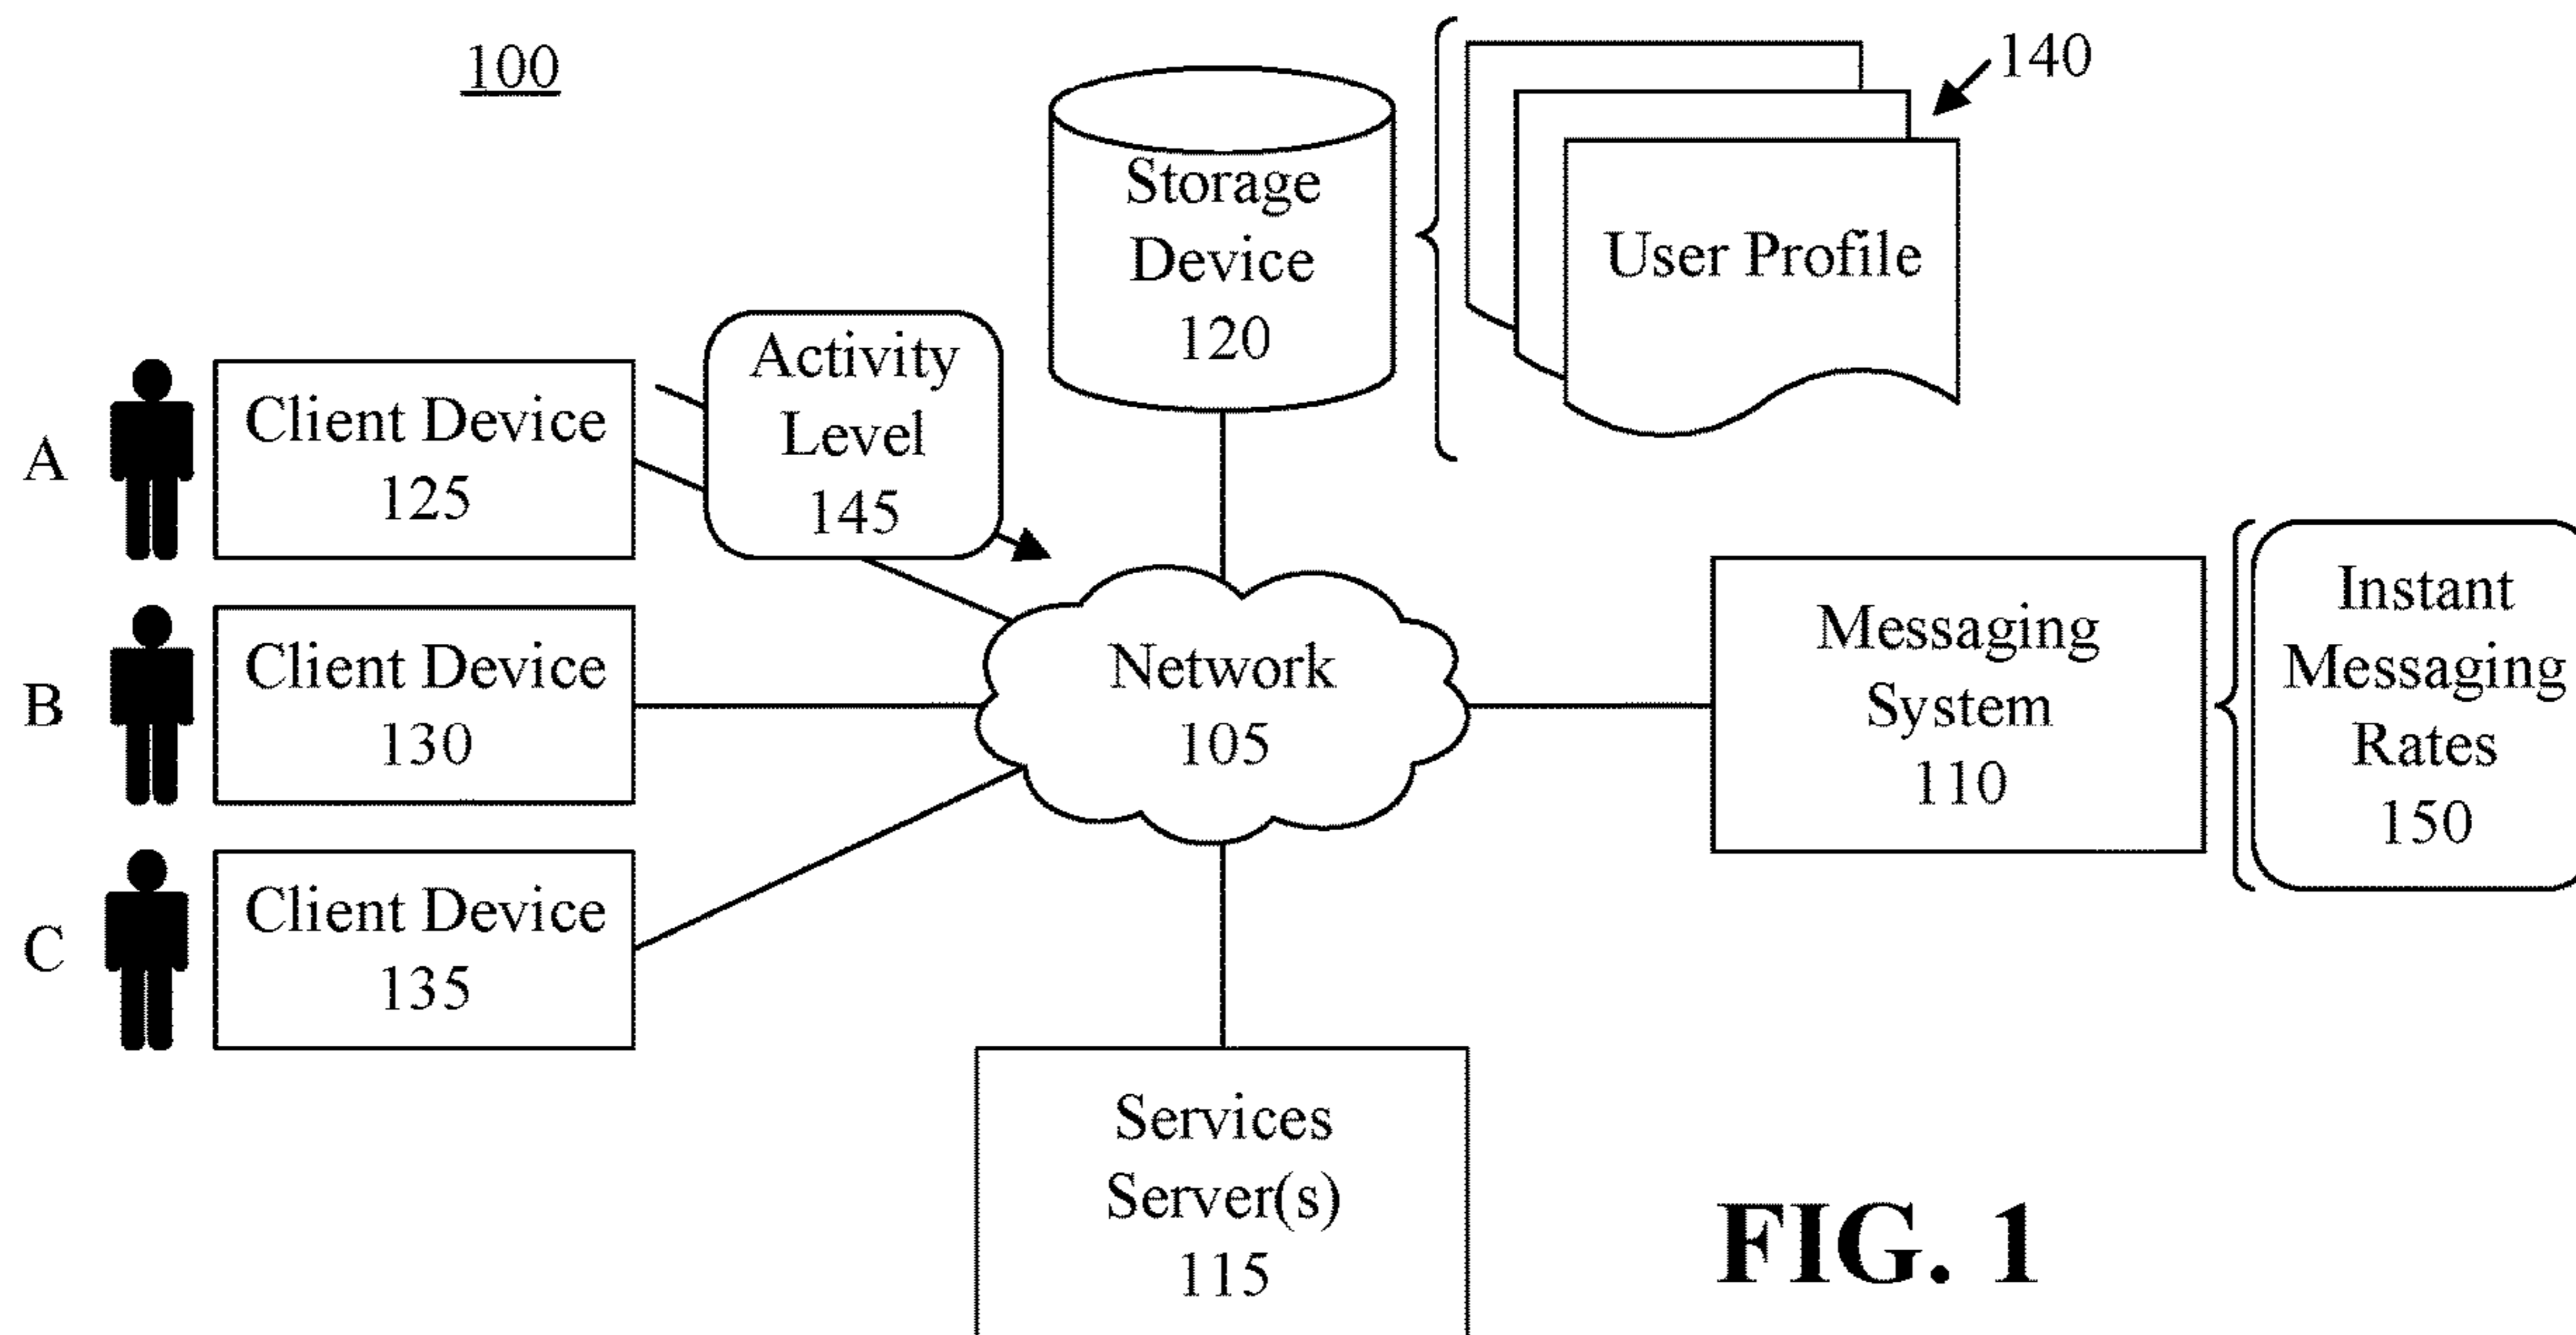 100
140
Storage
Device
120
User Profile
Activity
Level
145
A
Client Device
125
B
Client Device
130
C
Client Device
135
Network
105
Messaging
System
110
Instant
Messaging
Rates
150
Services
Server(s)
115
FIG. 1